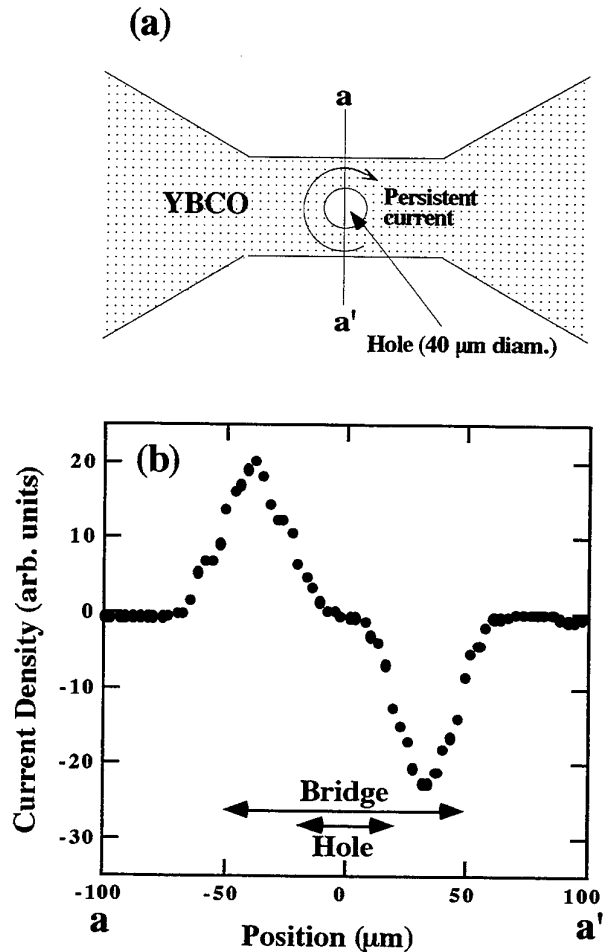 (a)
a
YBCO
Persistent
current
a'
Hole (40 μm diam.)
(b)
20
10
0
-10
-20
-30
Current Density (arb. units)
Bridge
Hole
-100
-50
0
50
100
a
Position (μm)
a'